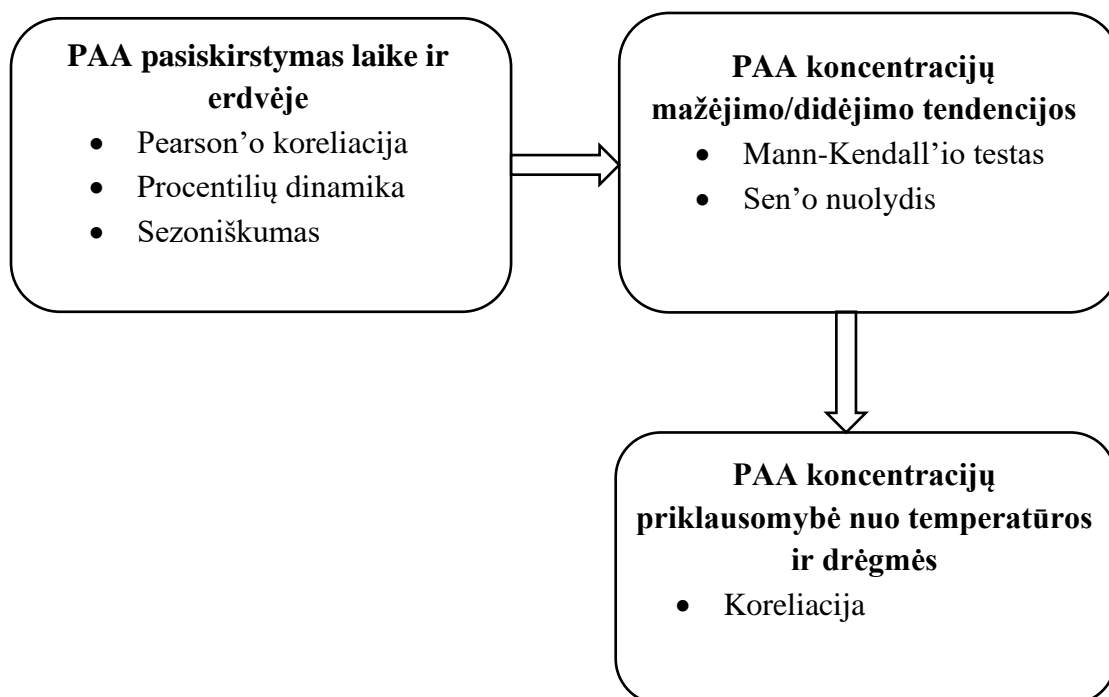 PAA pasiskirstymas laike ir
erdvėje
• Pearson’o koreliacija
• Procentilių dinamika
• Sezoniškumas
PAA koncentracijų
mažėjimo/didėjimo tendencijos
• Mann-Kendall’io testas
• Sen’o nuolydis
PAA koncentracijų
priklausomybė nuo temperatūros
ir drėgmės
• Koreliacija